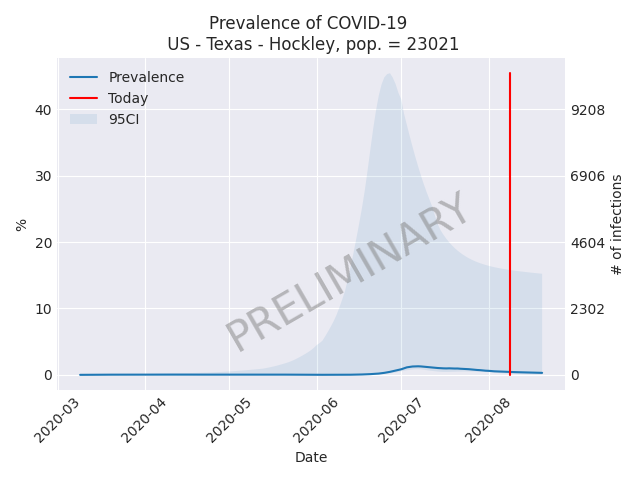 Prevalence of COVID-19
US - Texas - Hockley, pop. = 23021
Prevalence
Today
95CI
%
40
30
20
10
0
9208
6906
4604
2302
0
# of infections
PRELIMINARY
2020-03
2020-04
2020-05
2020-06
2020-07
2020-08
Date